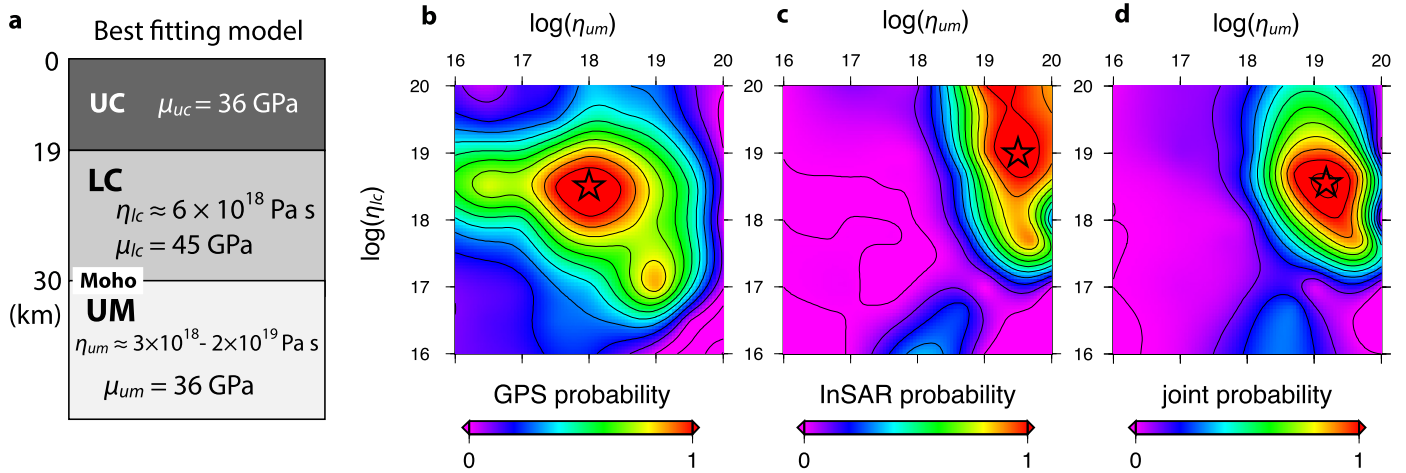 a
Best fitting model
0
UC μuc = 36 GPa
19
LC
ηlc ≈ 6 × 10^18 Pa s
μlc = 45 GPa
30
Moho
(km)
UM
ηum ≈ 3×10^18- 2×10^19 Pa s
μum = 36 GPa
b
log(ηum)
16 17 18 19 20
20
19
18
17
16
GPS probability
0 1
c
log(ηum)
16 17 18 19 20
log(ηlc)
20
19
18
17
16
InSAR probability
0 1
d
log(ηum)
16 17 18 19 20
20
19
18
17
16
joint probability
0 1